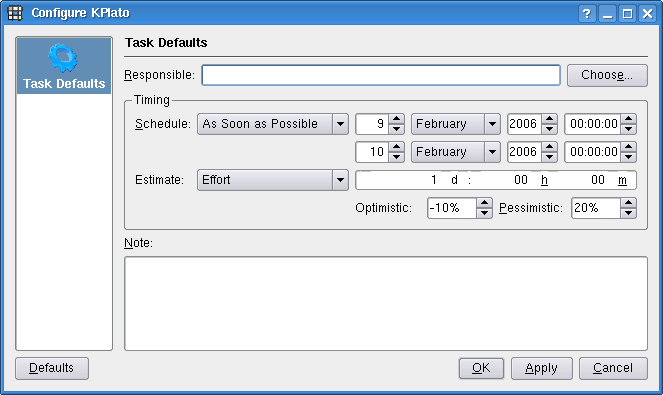 Configure KPlato
Task Defaults
Task Defaults
Responsible: Choose...
Timing
Schedule: As Soon as Possible 9 February 2006 00:00:00
10 February 2006 00:00:00
Estimate: Effort 1 d : 00 h 00 m
Optimistic: -10% Pessimistic: 20%
Note:
Defaults OK Apply Cancel